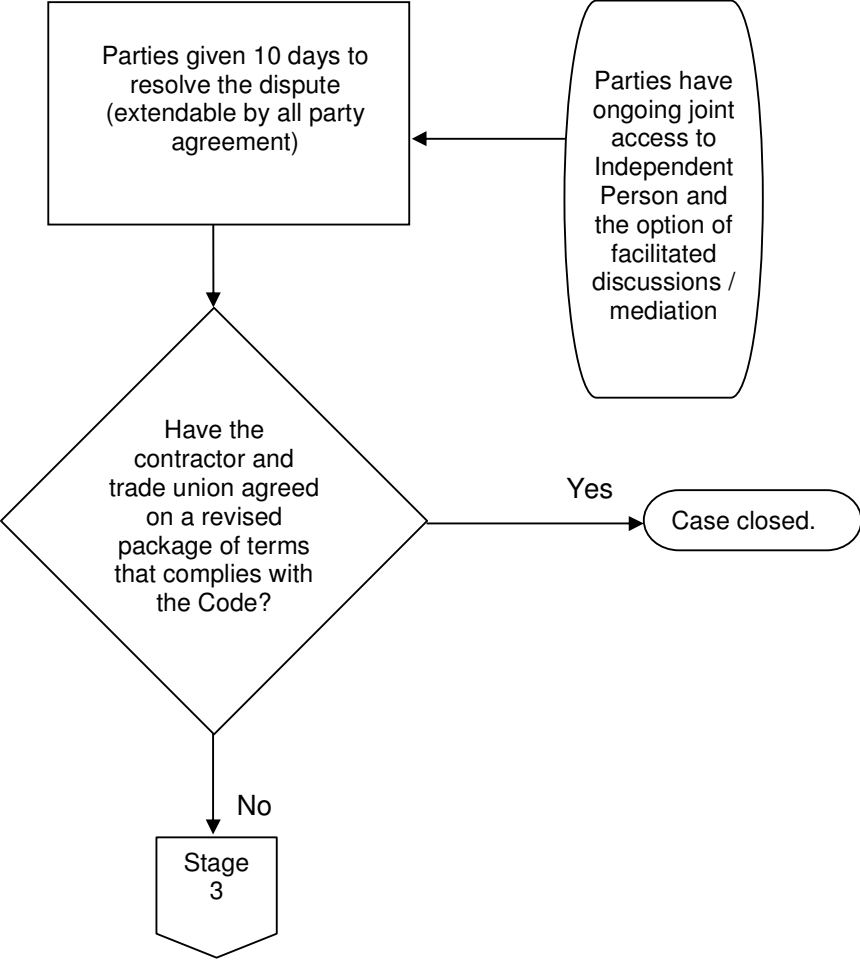 Parties given 10 days to
resolve the dispute
(extendable by all party
agreement)
Parties have
ongoing joint
access to
Independent
Person and
the option of
facilitated
discussions /
mediation
Have the
contractor and
trade union agreed
on a revised
package of terms
that complies with
the Code?
Yes
Case closed.
No
Stage
3